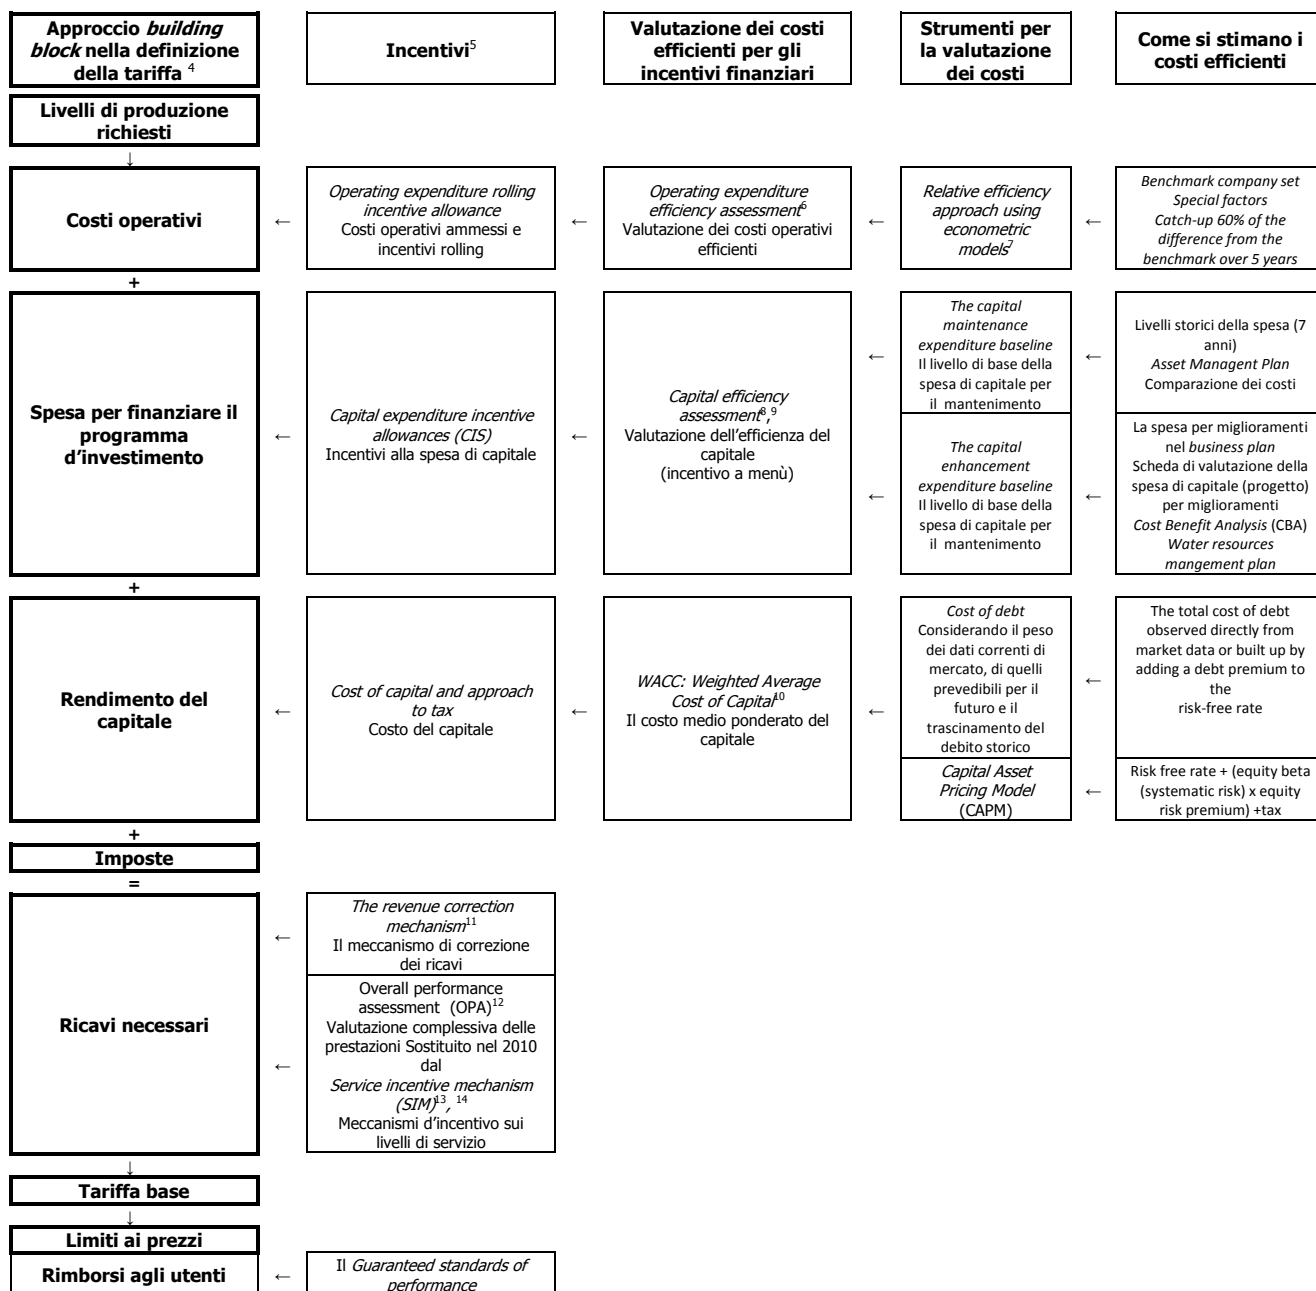 Approccio building
block nella definizione
della tariffa 4
Incentivi5
Valutazione dei costi
efficienti per gli
incentivi finanziari
Strumenti per
la valutazione
dei costi
Come si stimano i
costi efficienti
Livelli di produzione
richiesti
↓
Costi operativi
←
Operating expenditure rolling
incentive allowance
Costi operativi ammessi e
incentivi rolling
←
Operating expenditure
efficiency assessment6
Valutazione dei costi operativi
efficienti
←
Relative efficiency
approach using
econometric
models7
←
Benchmark company set
Special factors
Catch-up 60% of the
difference from the
benchmark over 5 years
+
Spesa per finanziare il
programma
d’investimento
←
Capital expenditure incentive
allowances (CIS)
Incentivi alla spesa di capitale
←
Capital efficiency
assessment8,9
Valutazione dell’efficienza del
capitale
(incentivo a menù)
←
The capital
maintenance
expenditure baseline
Il livello di base della
spesa di capitale per
il mantenimento
←
Livelli storici della spesa (7
anni)
Asset Managent Plan
Comparazione dei costi
←
The capital
enhancement
expenditure baseline
Il livello di base della
spesa di capitale per
il mantenimento
←
La spesa per miglioramenti
nel business plan
Scheda di valutazione della
spesa di capitale (progetto)
per miglioramenti
Cost Benefit Analysis (CBA)
Water resources
mangement plan
+
Rendimento del
capitale
←
Cost of capital and approach
to tax
Costo del capitale
←
WACC: Weighted Average
Cost of Capital10
Il costo medio ponderato del
capitale
←
Cost of debt
Considerando il peso
dei dati correnti di
mercato, di quelli
prevedibili per il
futuro e il
trascinamento del
debito storico
←
The total cost of debt
observed directly from
market data or built up by
adding a debt premium to
the
risk-free rate
Capital Asset
Pricing Model
(CAPM)
←
Risk free rate + (equity beta
(systematic risk) x equity
risk premium) +tax
+
Imposte
=
Ricavi necessari
←
The revenue correction
mechanism11
Il meccanismo di correzione
dei ricavi
←
Overall performance
assessment (OPA)12
Valutazione complessiva delle
prestazioni Sostituito nel 2010
dal
Service incentive mechanism
(SIM)13, 14
Meccanismi d’incentivo sui
livelli di servizio
↓
Tariffa base
↓
Limiti ai prezzi
Rimborsi agli utenti
←
Il Guaranteed standards of
performance